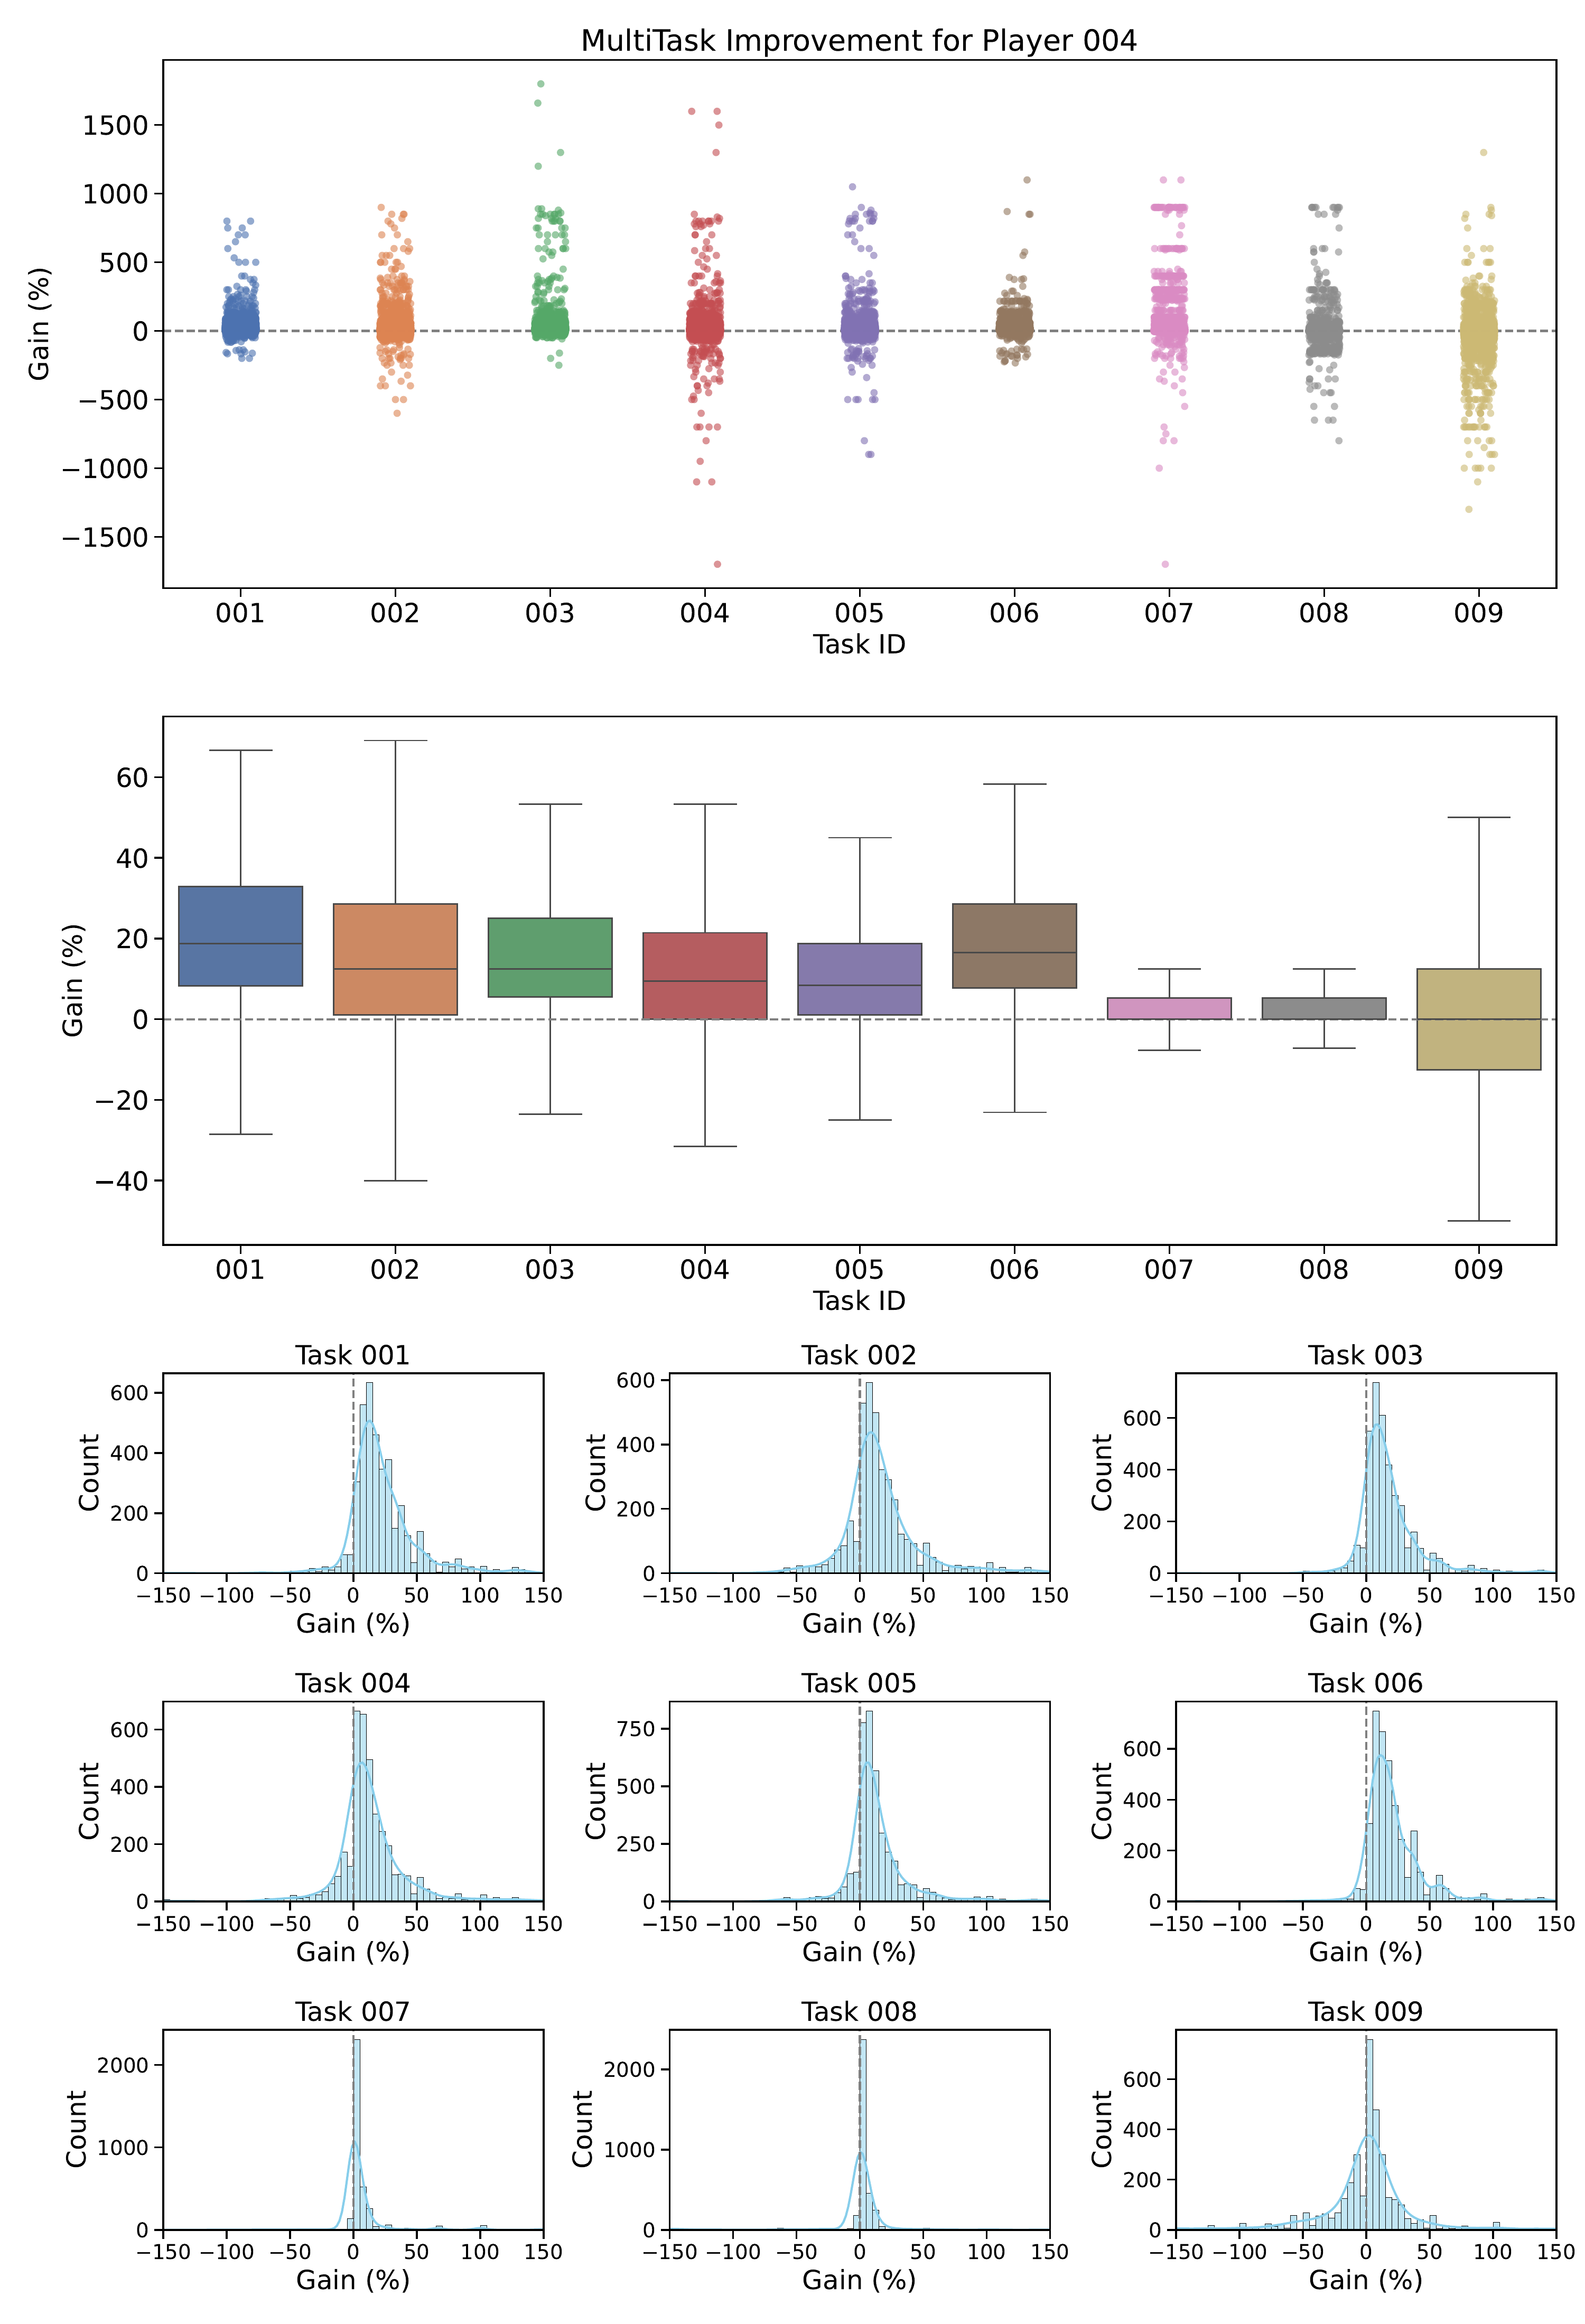 MultiTask Improvement for Player 004
Gain (%)
1500
1000
500
0
−500
−1000
−1500
001 002 003 004 005 006 007 008 009
Task ID
Gain (%)
60
40
20
0
−20
−40
001 002 003 004 005 006 007 008 009
Task ID
Task 001
Count
600
400
200
0
−150 −100 −50 0 50 100 150
Gain (%)
Task 002
Count
600
400
200
0
−150 −100 −50 0 50 100 150
Gain (%)
Task 003
Count
600
400
200
0
−150 −100 −50 0 50 100 150
Gain (%)
Task 004
Count
600
400
200
0
−150 −100 −50 0 50 100 150
Gain (%)
Task 005
Count
750
500
250
0
−150 −100 −50 0 50 100 150
Gain (%)
Task 006
Count
600
400
200
0
−150 −100 −50 0 50 100 150
Gain (%)
Task 007
Count
2000
1000
0
−150 −100 −50 0 50 100 150
Gain (%)
Task 008
Count
2000
1000
0
−150 −100 −50 0 50 100 150
Gain (%)
Task 009
Count
600
400
200
0
−150 −100 −50 0 50 100 150
Gain (%)